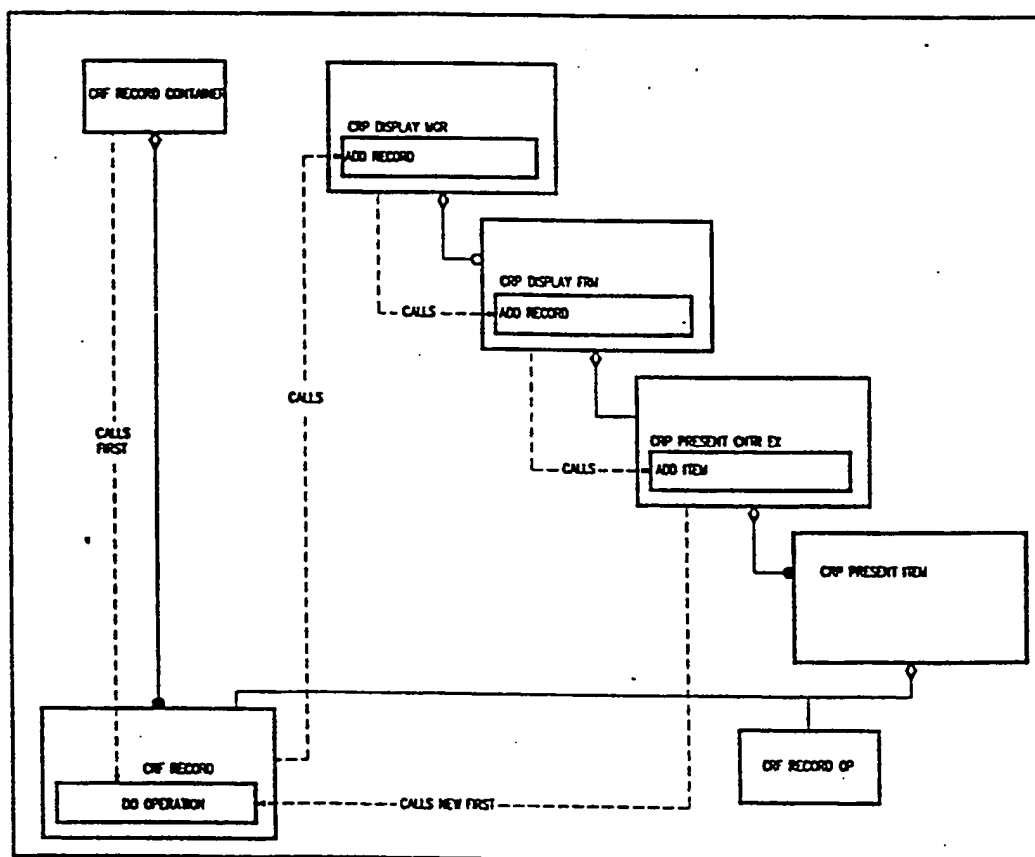 CRF RECORD CONTAINER
CRP DISPLAY MGR
ADD RECORD
CRP DISPLAY FRM
CALLS
ADD RECORD
CALLS
CALLS
FIRST
CRP PRESENT CNTR EX
CALLS
ADD ITEM
CRP PRESENT ITEM
CRF RECORD
CRF RECORD OP
DO OPERATION
CALLS NEW FIRST